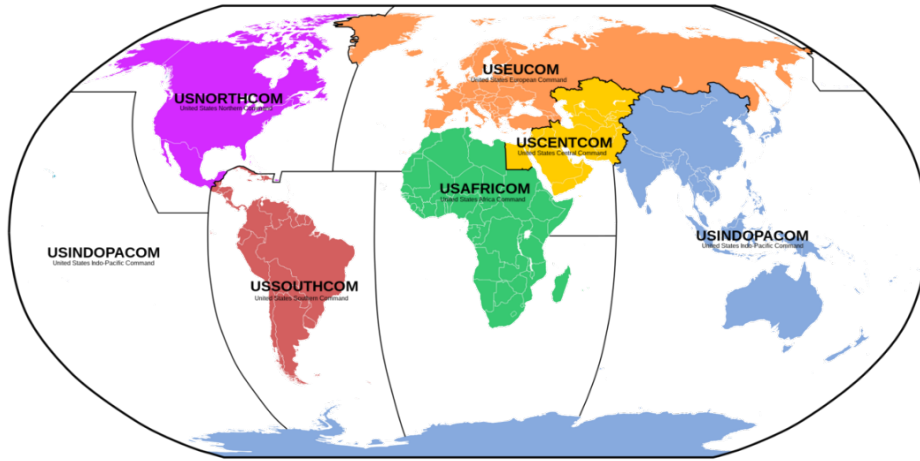 USEUCOM
United States European Command
USNORTHCOM
United States Northern Command
USCENTCOM
United States Central Command
USAFRICOM
United States Africa Command
USINDOPACOM
United States Indo-Pacific Command
USINDOPACOM
United States Indo-Pacific Command
USSOUTHCOM
United States Southern Command